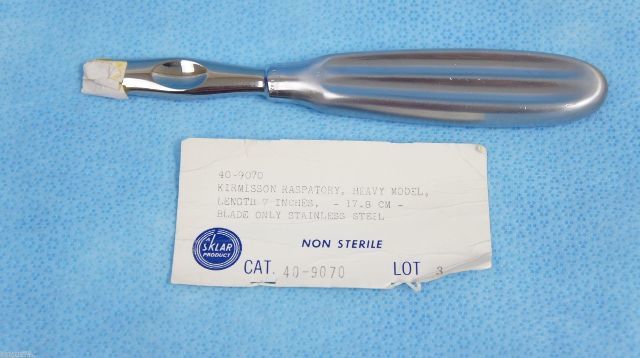 40-9070
KIRMISSON RASPATORY, HEAVY MODEL,
LENGTH 7 INCHES, - 17.8 CM -
BLADE ONLY STAINLESS STEEL
A
SKLAR
PRODUCT
NON STERILE
CAT. 40-9070 LOT 3